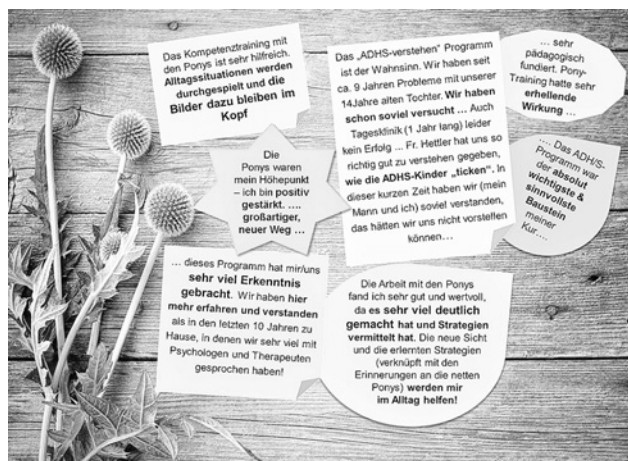 Das Kompetenztraining mit
den Ponys ist sehr hilfreich.
Alltagssituationen werden
durchgespielt und die
Bilder dazu bleiben im
Kopf
Das „ADHS-verstehen" Programm
ist der Wahnsinn. Wir haben seit
ca. 9 Jahren Probleme mit unserer
14Jahre alten Tochter. Wir haben
schon soviel versucht ... Auch
Tagesklinik (1 Jahr lang) leider
kein Erfolg ... Fr. Hettler hat uns so
richtig gut zu verstehen gegeben,
wie die ADHS-Kinder „ticken". In
dieser kurzen Zeit haben wir (mein
Mann und ich) soviel verstanden,
das hätten wir uns nicht vorstellen
können…
... sehr
pädagogisch
fundiert. Pony-
Training hatte sehr
erhellende
Wirkung ...
Die
Ponys waren
mein Höhepunkt
– ich bin positiv
gestärkt. ....
großartiger,
neuer Weg ...
.... Das ADH/S-
Programm war
der absolut
wichtigste &
sinnvollste
Baustein
meiner
Kur....
... dieses Programm hat mir/uns
sehr viel Erkenntnis
gebracht. Wir haben hier
mehr erfahren und verstanden
als in den letzten 10 Jahren zu
Hause, in denen wir sehr viel mit
Psychologen und Therapeuten
gesprochen haben!
Die Arbeit mit den Ponys
fand ich sehr gut und wertvoll,
da es sehr viel deutlich
gemacht hat und Strategien
vermittelt hat. Die neue Sicht
und die erlernten Strategien
(verknüpft mit den
Erinnerungen an die netten
Ponys) werden mir
im Alltag helfen!